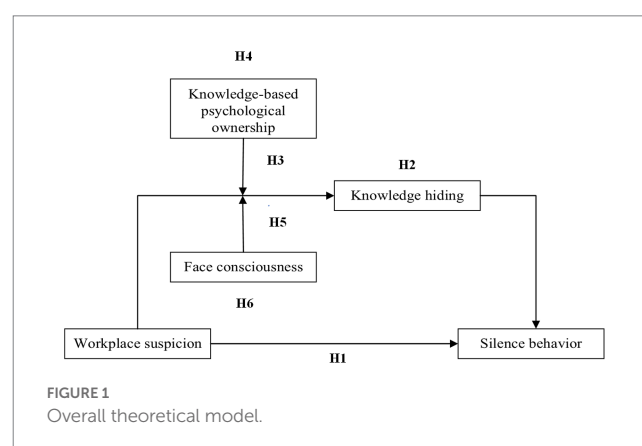 H4
Knowledge-based
psychological
ownership
H3
H2
Knowledge hiding
H5
Face consciousness
H6
Workplace suspicion
H1
Silence behavior
FIGURE 1
Overall theoretical model.